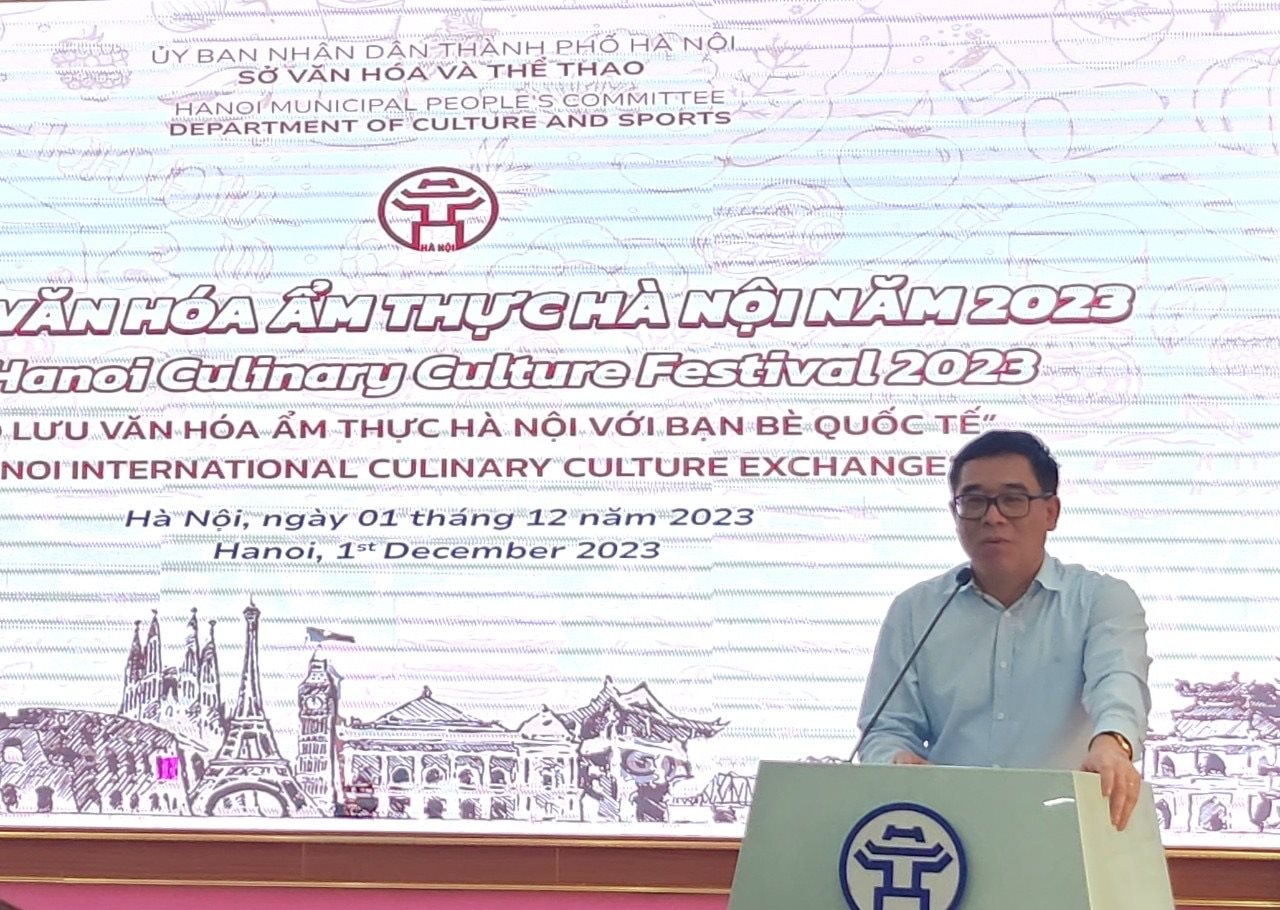 ỦY BAN NHÂN DÂN THÀNH PHỐ HÀ NỘI
SỞ VĂN HÓA VÀ THỂ THAO
HANOI MUNICIPAL PEOPLE'S COMMITTEE
DEPARTMENT OF CULTURE AND SPORTS
HÀ NỘI
VĂN HÓA ẨM THỰC HÀ NỘI NĂM 2023
Hanoi Culinary Culture Festival 2023
LƯU VĂN HÓA ẨM THỰC HÀ NỘI VỚI BẠN BÈ QUỐC TẾ"
NOI INTERNATIONAL CULINARY CULTURE EXCHANGE"
Hà Nội, ngày 01 tháng 12 năm 2023
Hanoi, 1st December 2023